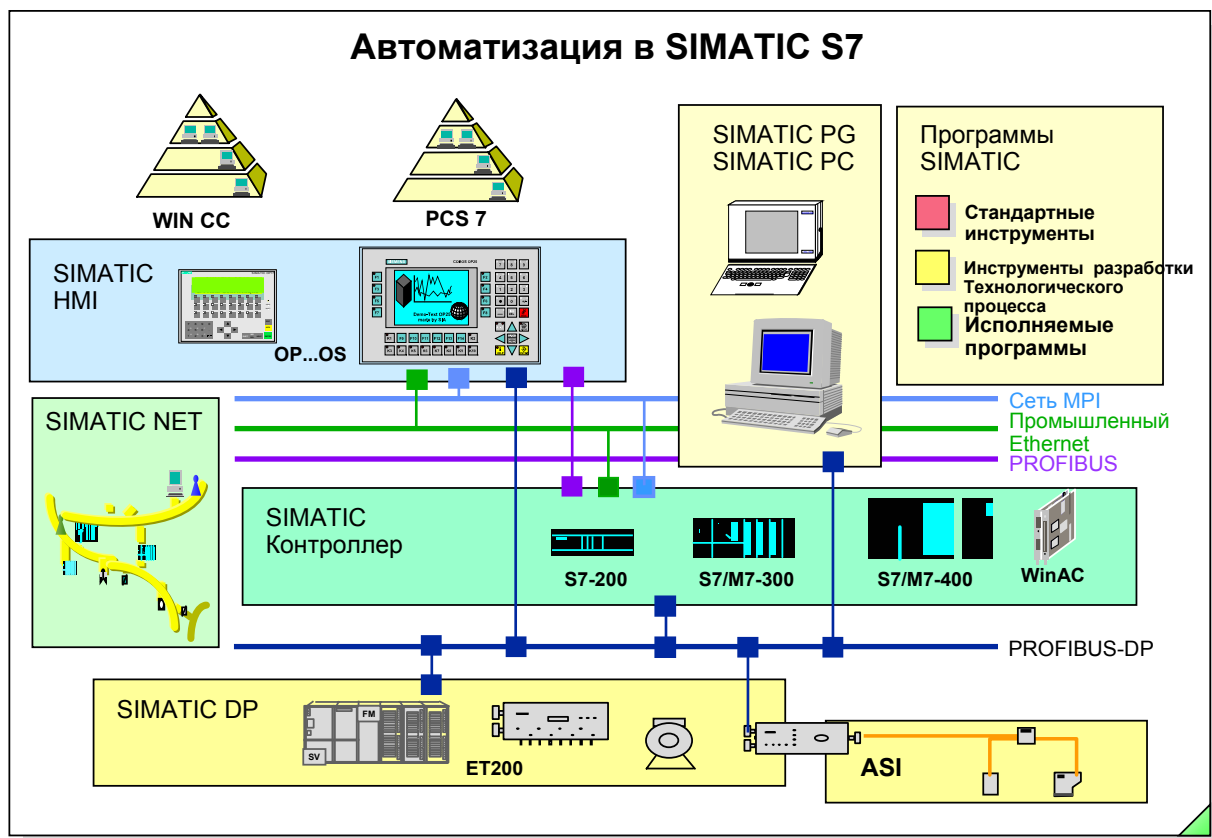 Автоматизация в SIMATIC S7
WIN CC
PCS 7
SIMATIC PG
SIMATIC PC
Программы
SIMATIC
Стандартные
инструменты
Инструменты разработки
Технологического
процесса
Исполняемые
программы
SIMATIC
HMI
OP...OS
SIMATIC NET
Сеть MPI
Промышленный
Ethernet
PROFIBUS
SIMATIC
Контроллер
S7-200
S7/M7-300
S7/M7-400
WinAC
PROFIBUS-DP
SIMATIC DP
FM
SV
ET200
ASI